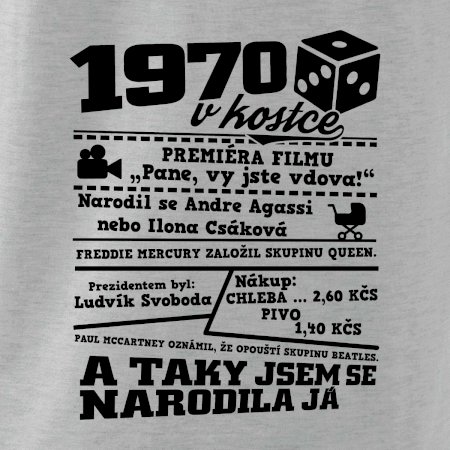 1970
v kostce
PREMIÉRA FILMU
„Pane, vy jste vdova!“
Narodil se Andre Agassi
nebo Ilona Csáková
FREDDIE MERCURY ZALOŽIL SKUPINU QUEEN.
Prezidentem byl:
Ludvík Svoboda
Nákup:
CHLEBA ... 2,60 KČS
PIVO
1,40 KČS
PAUL MCCARTNEY OZNÁMIL, ŽE OPOUŠTÍ SKUPINU BEATLES.
A TAKY JSEM SE
NARODILA JÁ